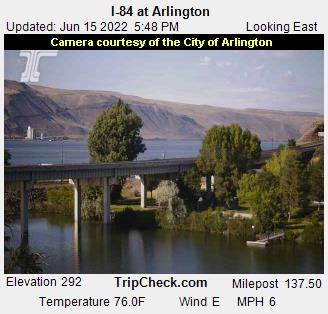 I-84 at Arlington
Updated: Jun 15 2022 5:48 PM Looking East
Camera courtesy of the City of Arlington
Elevation 292 TripCheck.com Milepost 137.50
Temperature 76.0F Wind E MPH 6